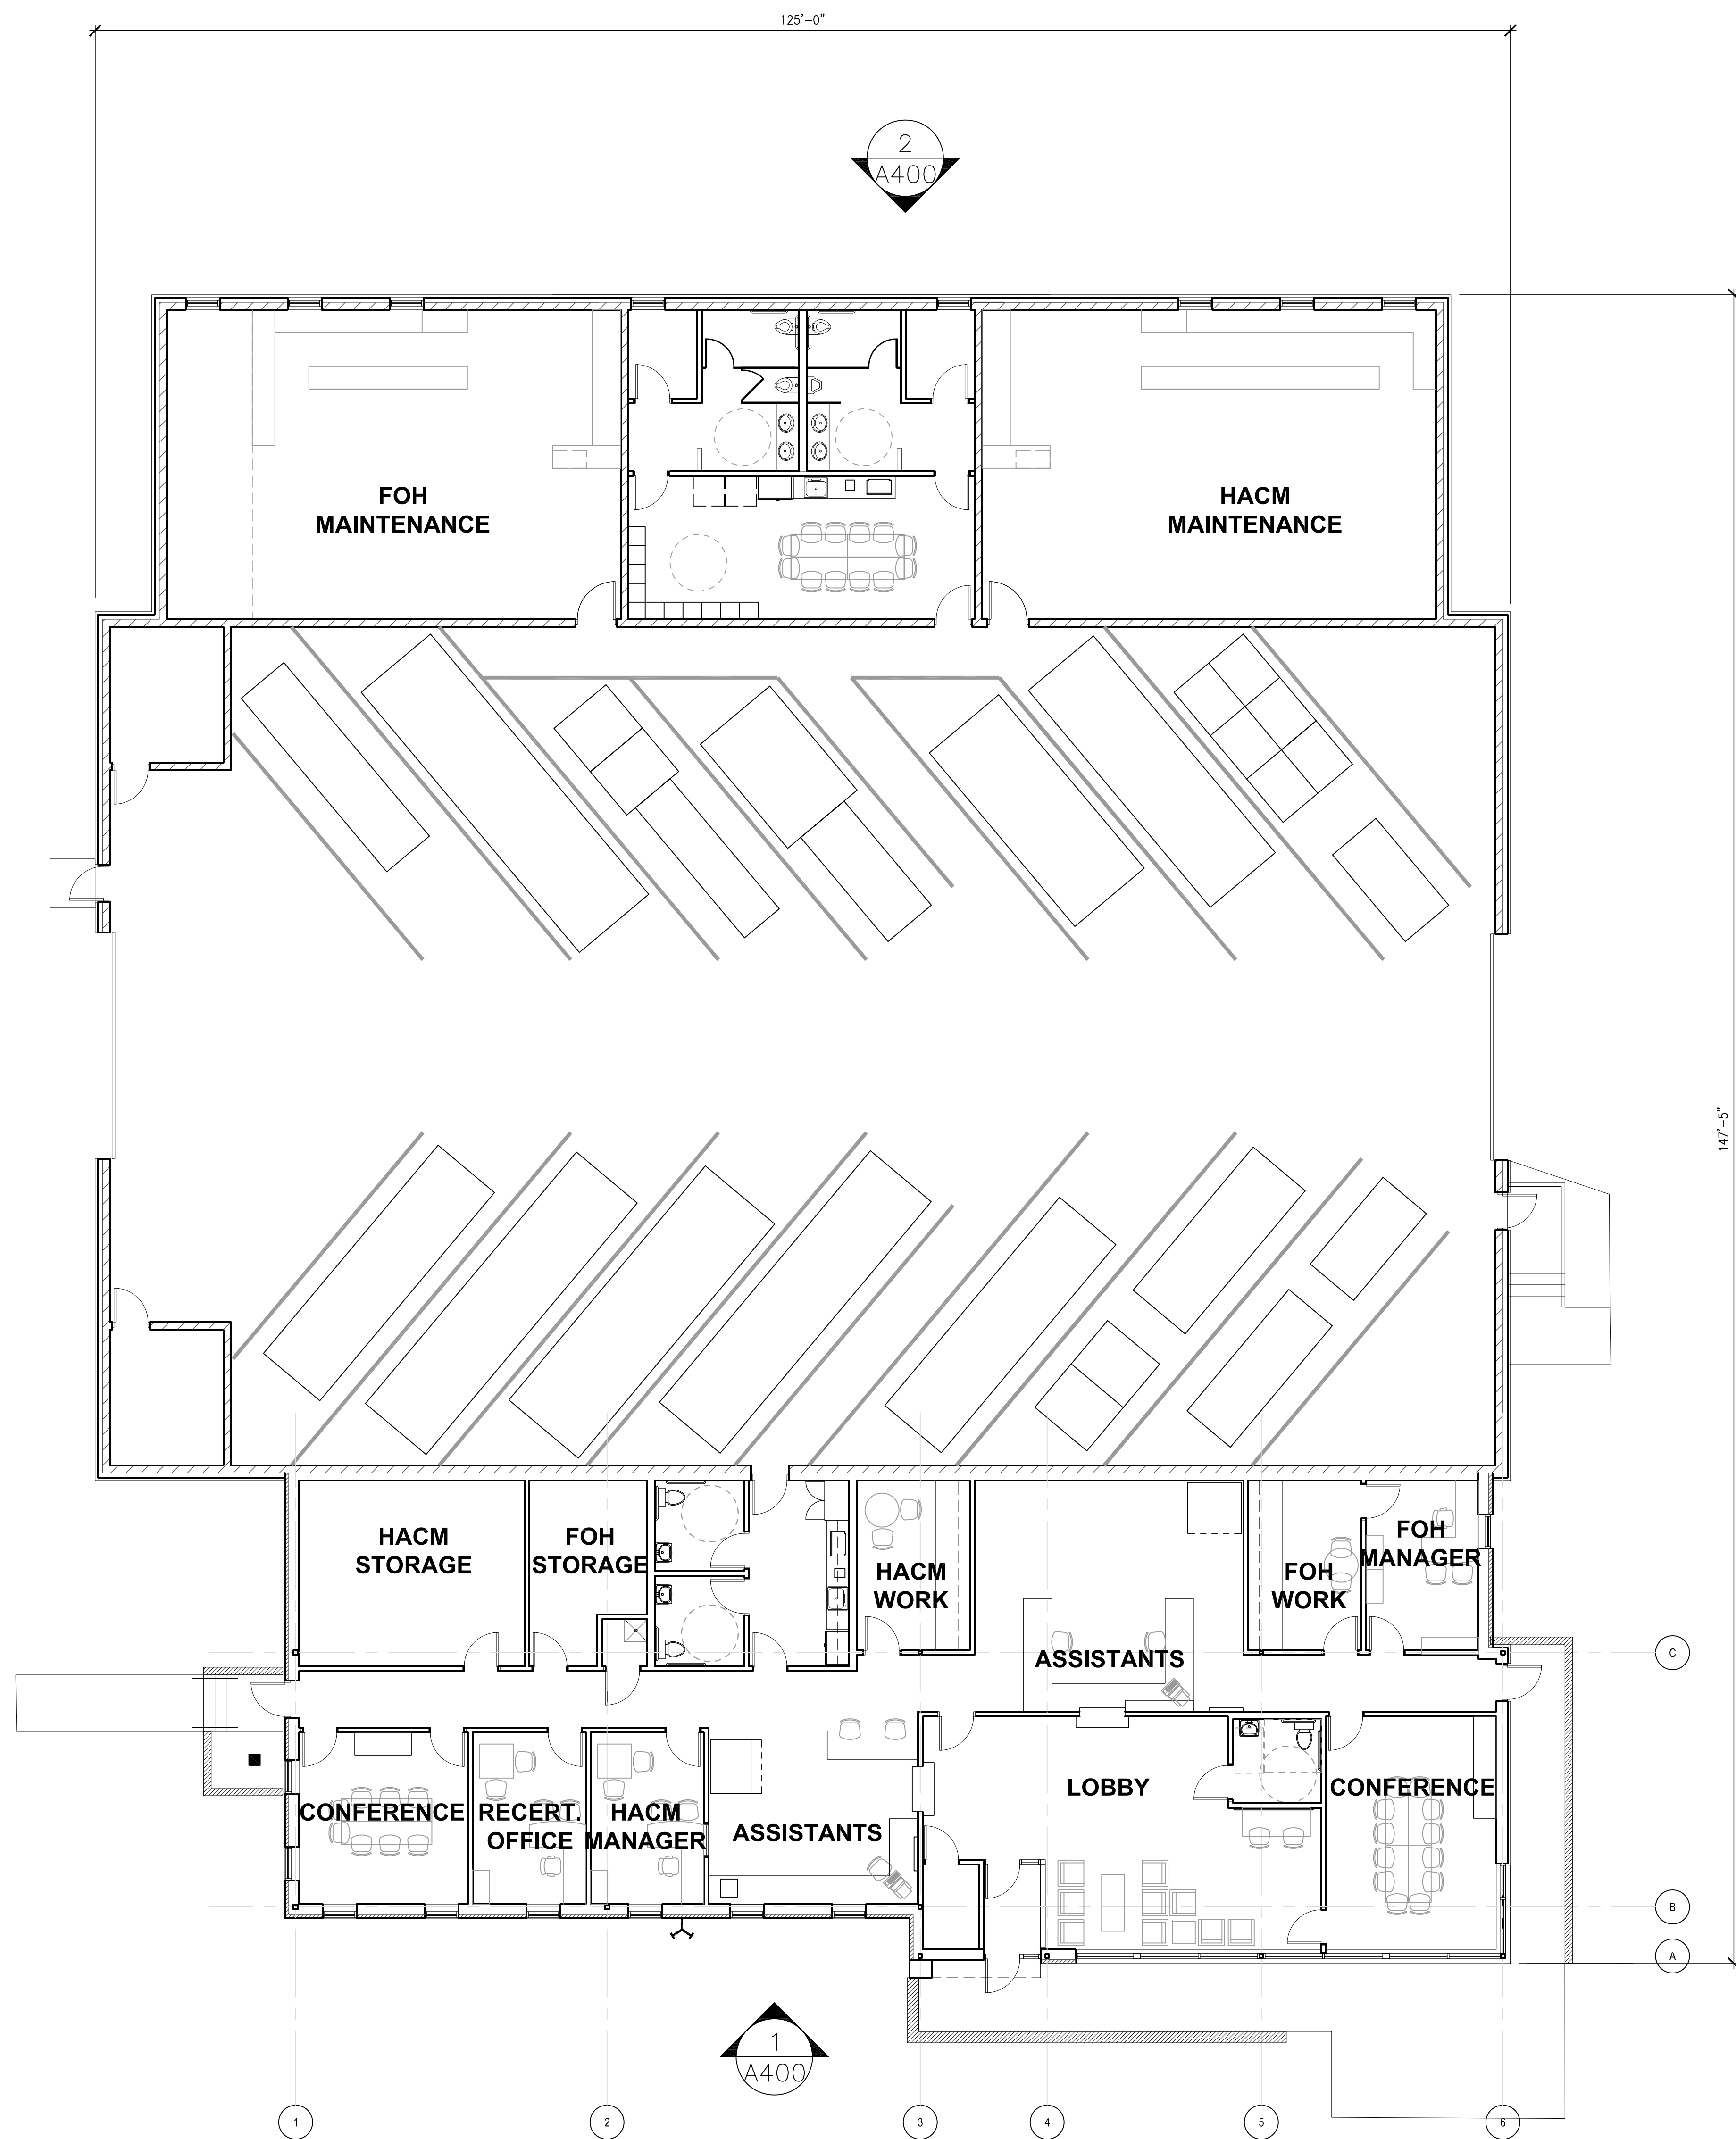 125'-0"
2
A400
FOH
MAINTENANCE
HACM
MAINTENANCE
147'-5"
HACM
STORAGE
FOH
STORAGE
HACM
WORK
FOH
WORK
FOH
MANAGER
ASSISTANTS
C
CONFERENCE
RECERT.
OFFICE
HACM
MANAGER
ASSISTANTS
LOBBY
CONFERENCE
B
A
1
A400
1
2
3
4
5
6